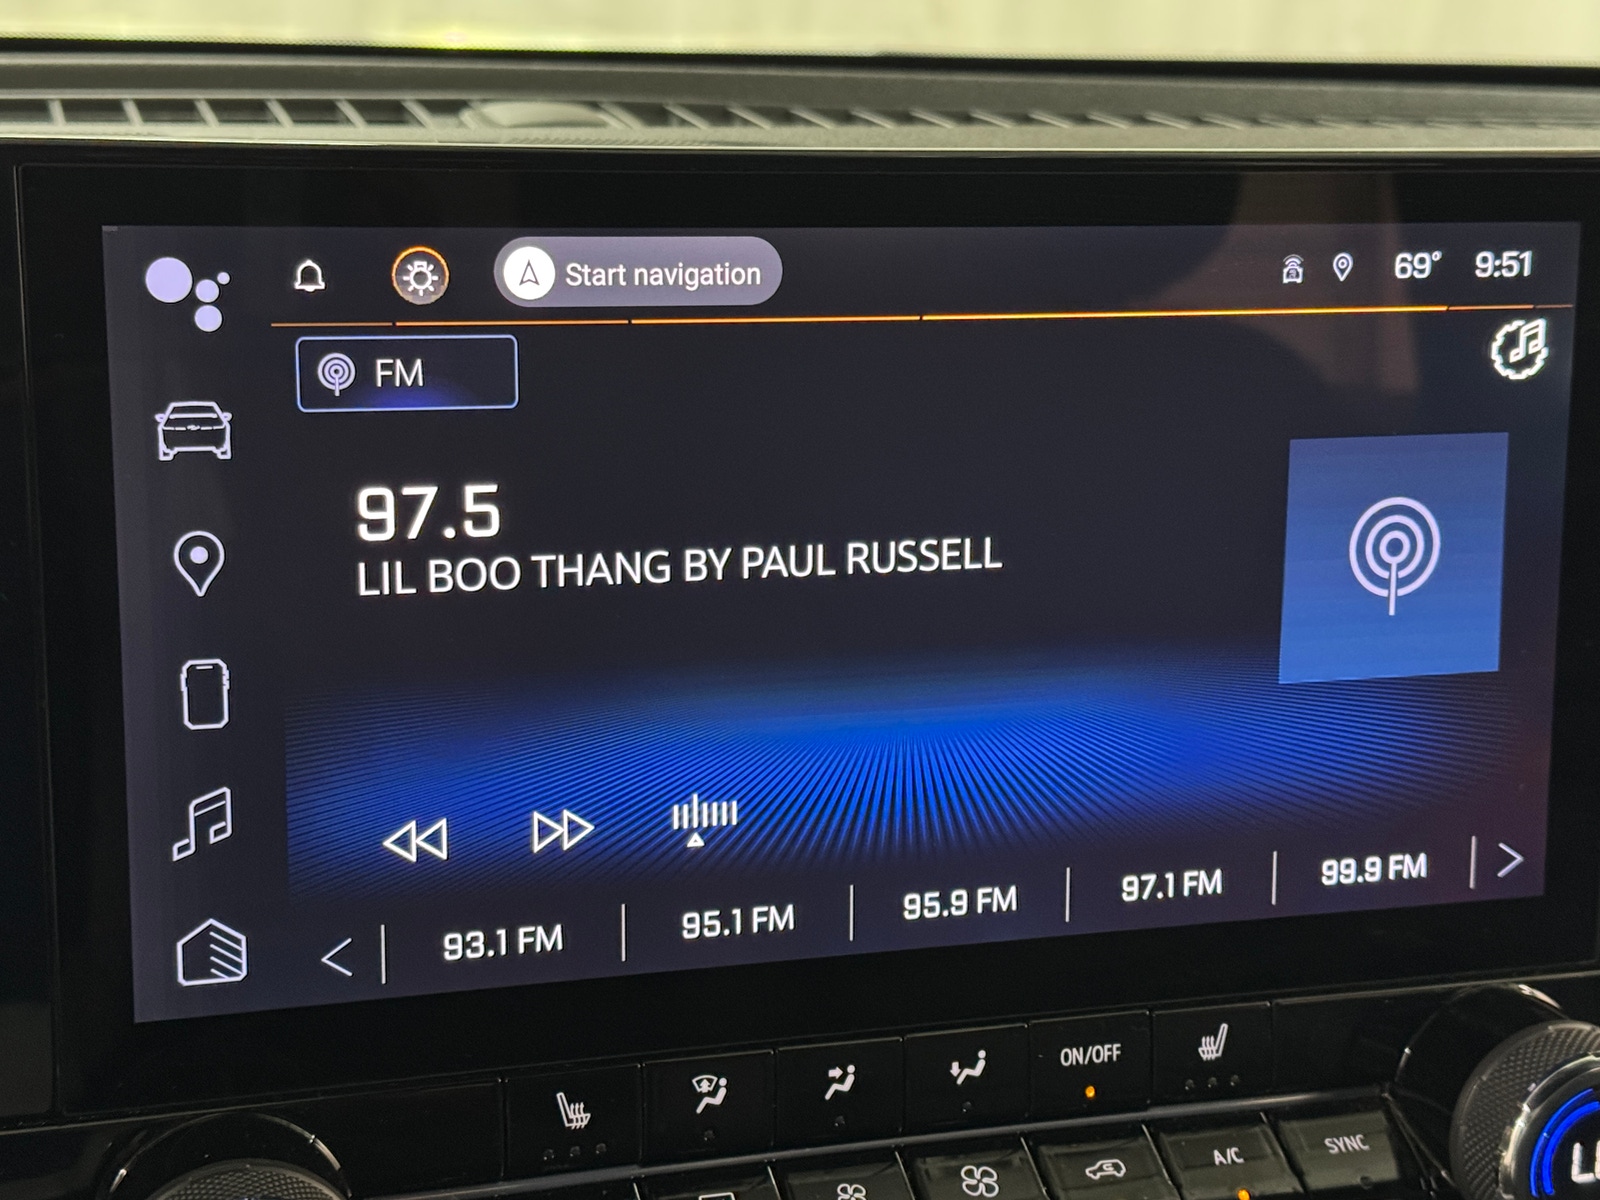 Start navigation
69° 9:51
FM
97.5
LIL BOO THANG BY PAUL RUSSELL
93.1 FM
95.1 FM
95.9 FM
97.1 FM
99.9 FM
ON/OFF
A/C
SYNC